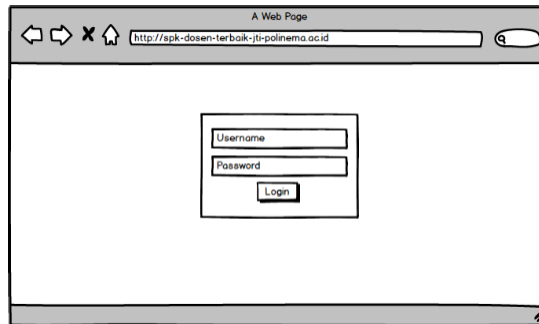 A Web Page
http://spk-dosen-terbaik-jti-polinema.ac.id
Username
Password
Login